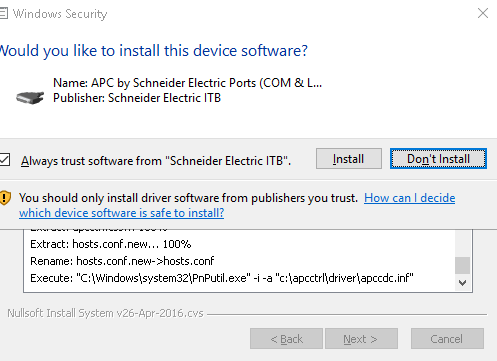 Windows Security
Would you like to install this device software?
Name: APC by Schneider Electric Ports (COM & L...
Publisher: Schneider Electric ITB
Always trust software from "Schneider Electric ITB".
Install
Don't Install
You should only install driver software from publishers you trust. How can I decide
which device software is safe to install?
Extract: hosts.conf.new... 100%
Rename: hosts.conf.new->hosts.conf
Execute: "C:\Windows\system32\PnPutil.exe" -i -a "c:\apcctrl\driver\apccdc.inf"
Nullsoft Install System v26-Apr-2016.cvs
< Back
Next >
Cancel